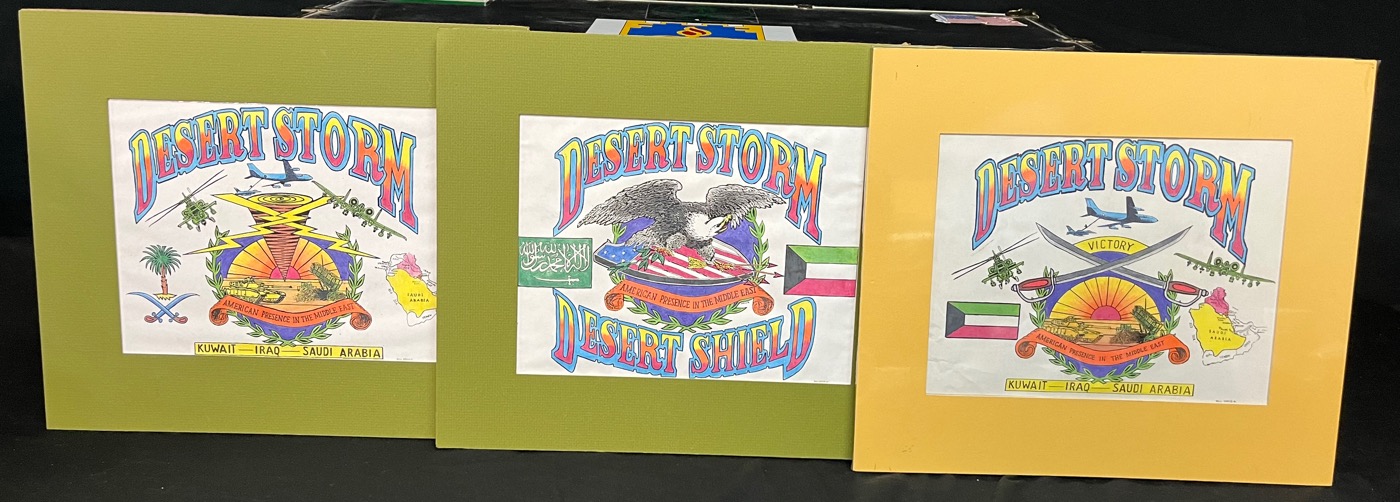 DESERT STORM
SAUDI
ARABIA
AMERICAN PRESENCE IN THE MIDDLE EAST
KUWAIT — IRAQ — SAUDI ARABIA
DESERT STORM
AMERICAN PRESENCE IN THE MIDDLE EAST
DESERT SHIELD
DESERT STORM
VICTORY
SAUDI
ARABIA
AMERICAN PRESENCE IN THE MIDDLE EAST
KUWAIT — IRAQ — SAUDI ARABIA